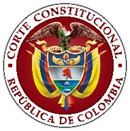 CORTE CONSTITUCIONAL
REPÚBLICA DE COLOMBIA